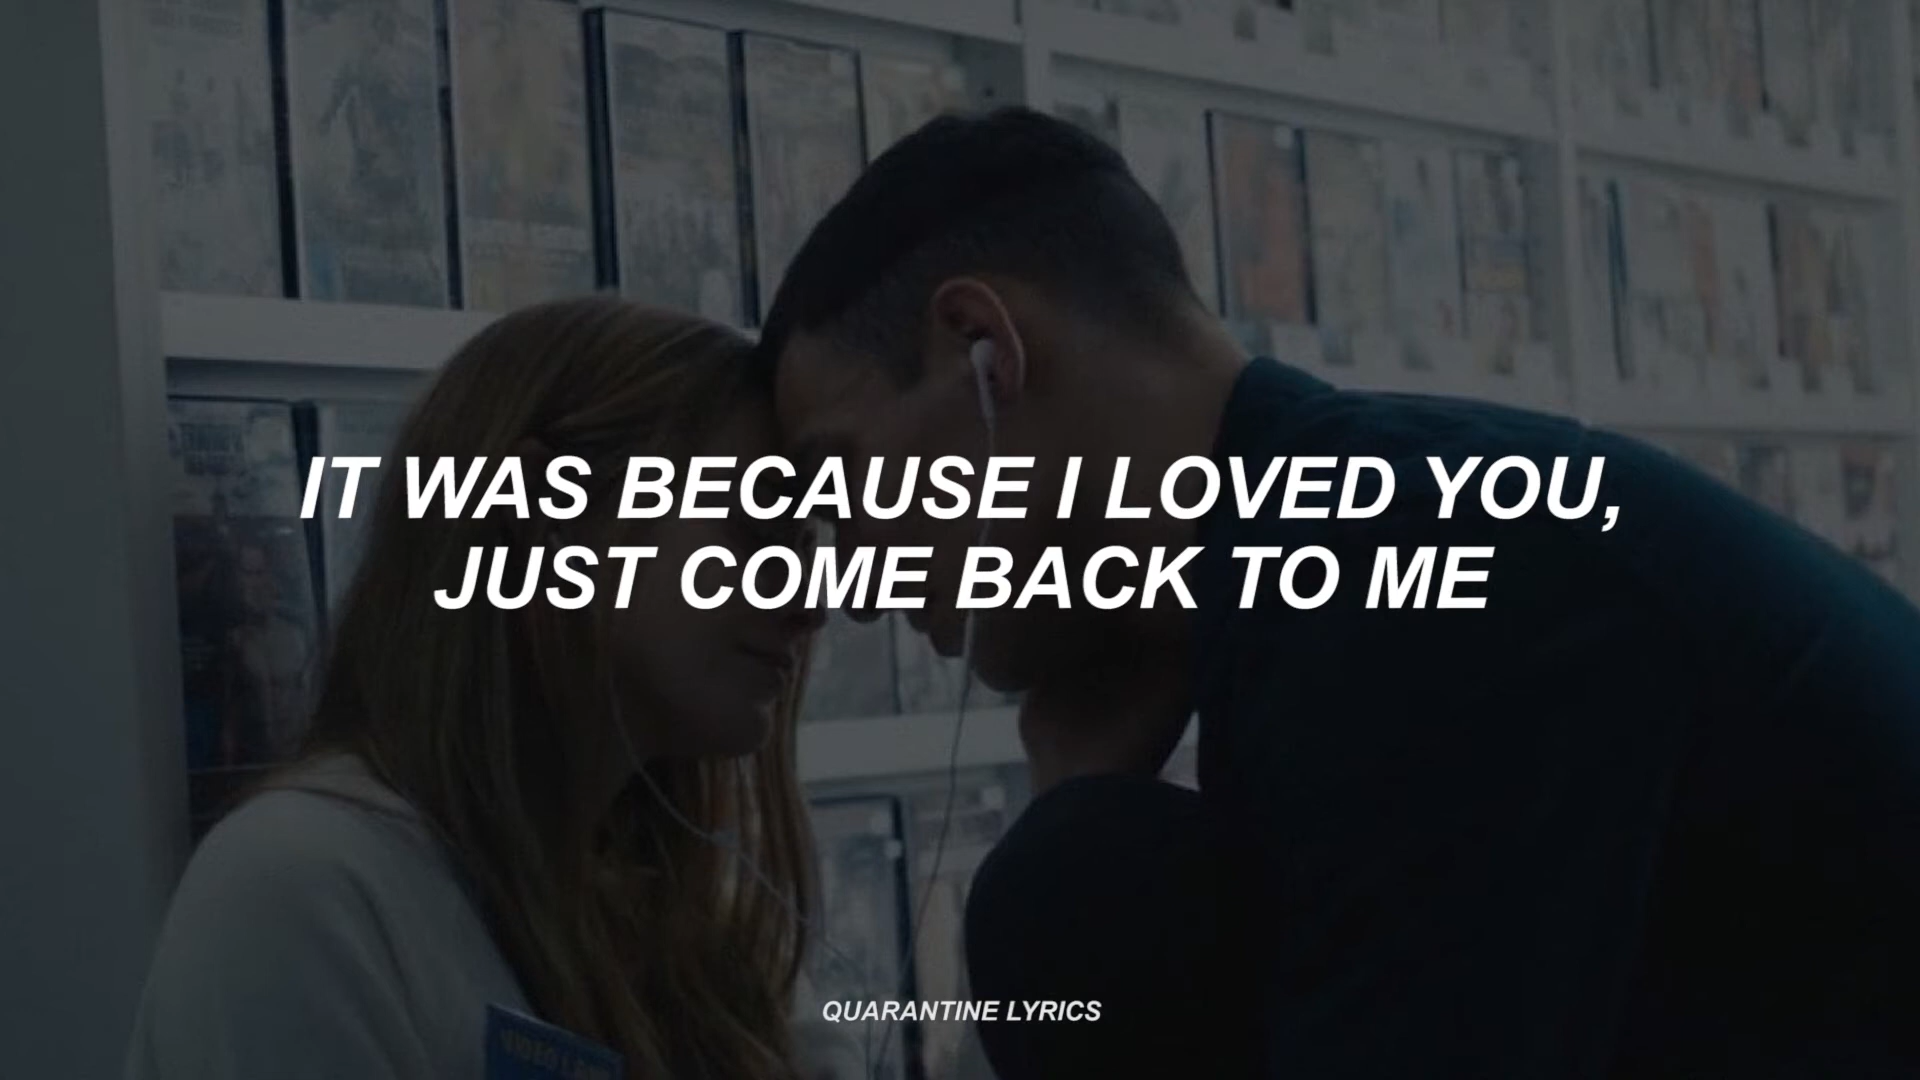 IT WAS BECAUSE I LOVED YOU,
JUST COME BACK TO ME
QUARANTINE LYRICS